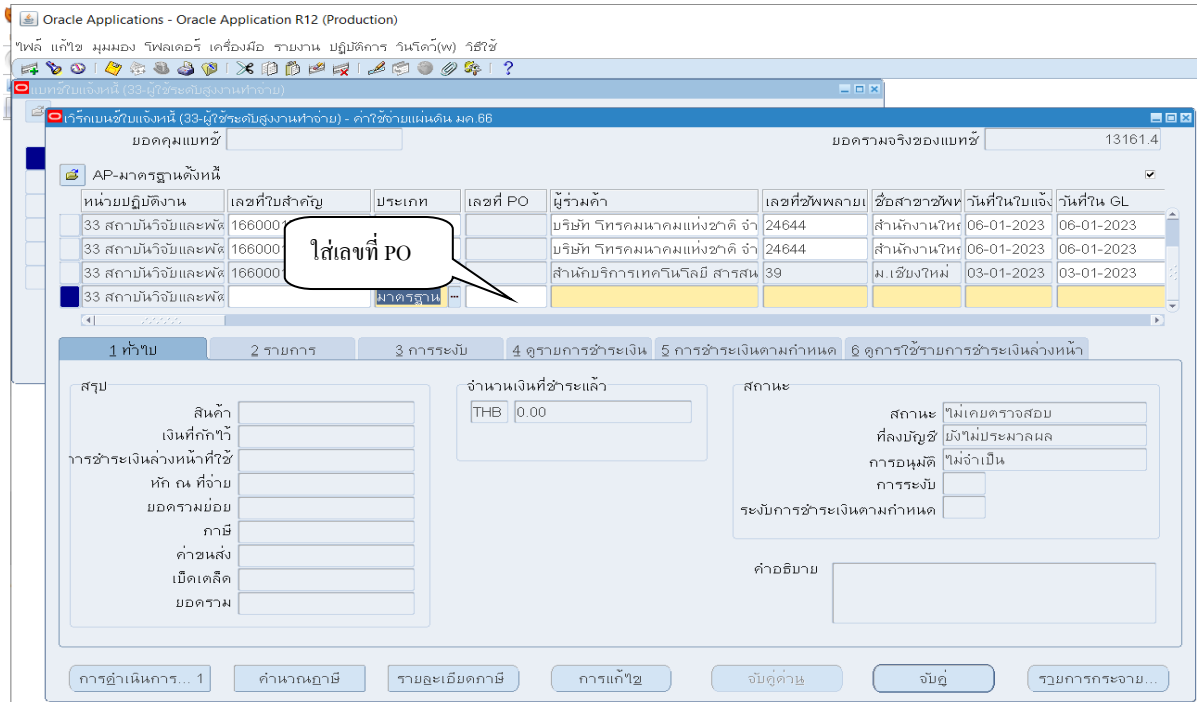 Oracle Applications - Oracle Application R12 (Production)
ไฟล์ แก้ไข มุมมอง โฟลเดอร์ เครื่องมือ รายงาน ปฏิบัติการ วินโดว์(w) วิธีใช้
แบทช์ใบแจ้งหนี้ (33-ผู้ใช้ระดับสูงงานทำจ่าย)
เวิร์กเบนช์ใบแจ้งหนี้ (33-ผู้ใช้ระดับสูงงานทำจ่าย) - ค่าใช้จ่ายแผ่นดิน มค.66
ยอดคุมแบทช์ ยอดรวมจริงของแบทช์ 13161.4
AP-มาตรฐานตั้งหนี้
หน่วยปฏิบัติงาน เลขที่ใบสำคัญ ประเภท เลขที่ PO ผู้ร่วมค้า เลขที่ซัพพลายเ ชื่อสาขาซัพ วันที่ในใบแจ้ง วันที่ใน GL
33 สถาบันวิจัยและพัด 1660001 บริษัท โทรคมนาคมแห่งชาติ จำ 24644 สำนักงานให 06-01-2023 06-01-2023
33 สถาบันวิจัยและพัด 1660001 บริษัท โทรคมนาคมแห่งชาติ จำ 24644 สำนักงานให 06-01-2023 06-01-2023
33 สถาบันวิจัยและพัด 1660001 สำนักบริการเทคโนโลยี สารสน 39 ม.เชียงใหม่ 03-01-2023 03-01-2023
33 สถาบันวิจัยและพัด มาตรฐาน
ใส่เลขที่ PO
1 ทั่วไป 2 รายการ 3 การระงับ 4 ดูรายการชำระเงิน 5 การชำระเงินตามกำหนด 6 ดูการใช้รายการชำระเงินล่วงหน้า
สรุป จำนวนเงินที่ชำระแล้ว สถานะ
สินค้า THB 0.00 สถานะ ไม่เคยตรวจสอบ
เงินที่กักไว้ ที่ลงบัญชี ยังไม่ประมวลผล
การชำระเงินล่วงหน้าที่ใช้ การอนุมัติ ไม่จำเป็น
หัก ณ ที่จ่าย การระงับ
ยอดรวมย่อย ระงับการชำระเงินตามกำหนด
ภาษี
ค่าขนส่ง
เบ็ดเตล็ด คำอธิบาย
ยอดรวม
การดำเนินการ... 1 คำนวณภาษี รายละเอียดภาษี การแก้ไข จับคู่ด่วน จับคู่ รายการกระจาย...